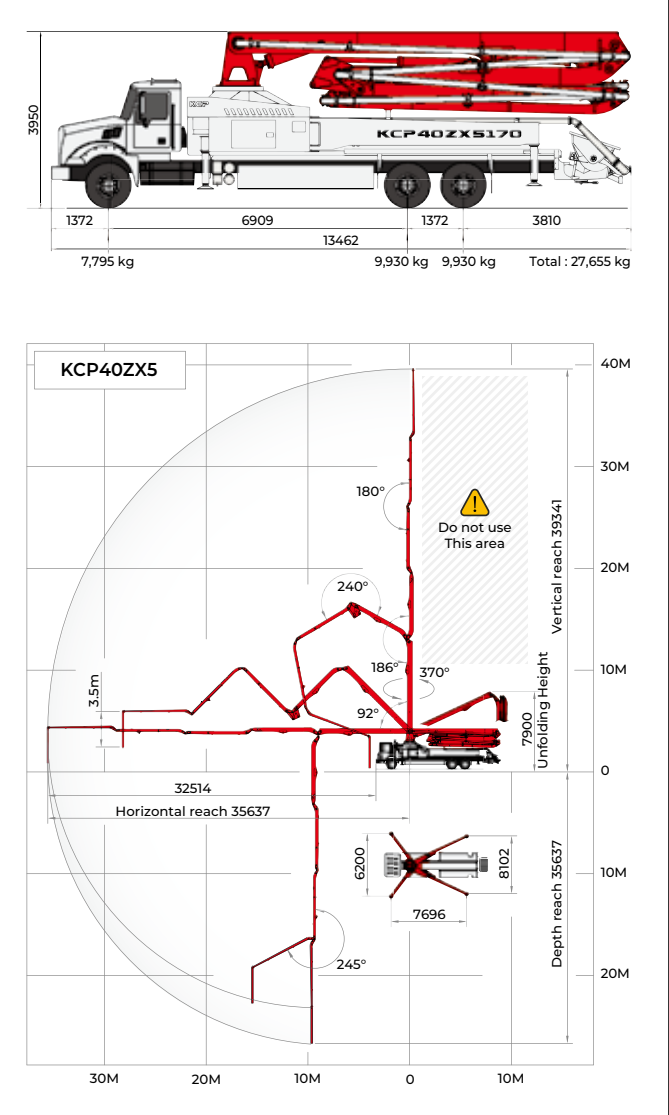 3950
KCP
KCP40ZX5170
1372
6909
1372
3810
13462
7,795 kg
9,930 kg
9,930 kg
Total : 27,655 kg
KCP40ZX5
40M
180°
30M
Do not use
This area
Vertical reach 39341
20M
240°
186°
370°
10M
3.5m
92°
7900
Unfolding Height
0
32514
Horizontal reach 35637
6200
8102
7696
10M
Depth reach 35637
245°
20M
30M
20M
10M
0
10M